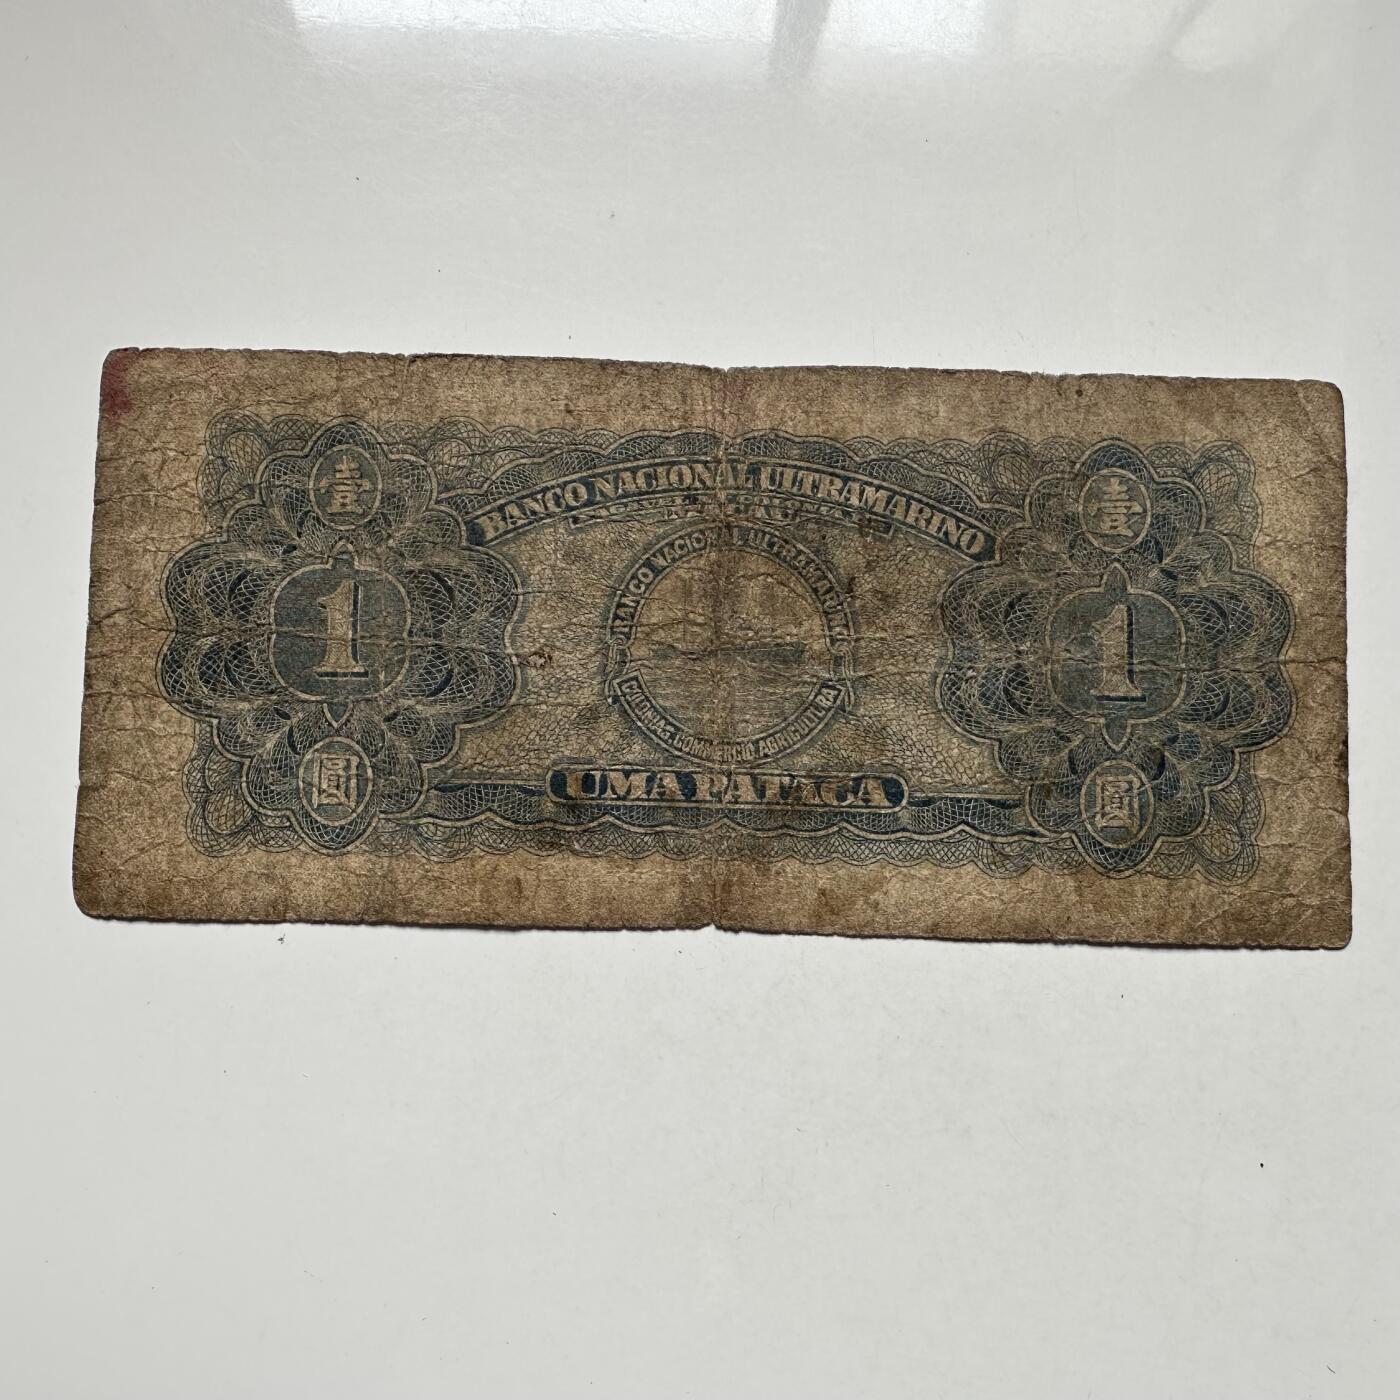 BANCO NACIONAL ULTRAMARINO
壹
壹
BANCO NACIONAL ULTRAMARINO
1
1
COLONIAS COMMERCIO AGRICULTURA
圓
圓
UMA PATACA